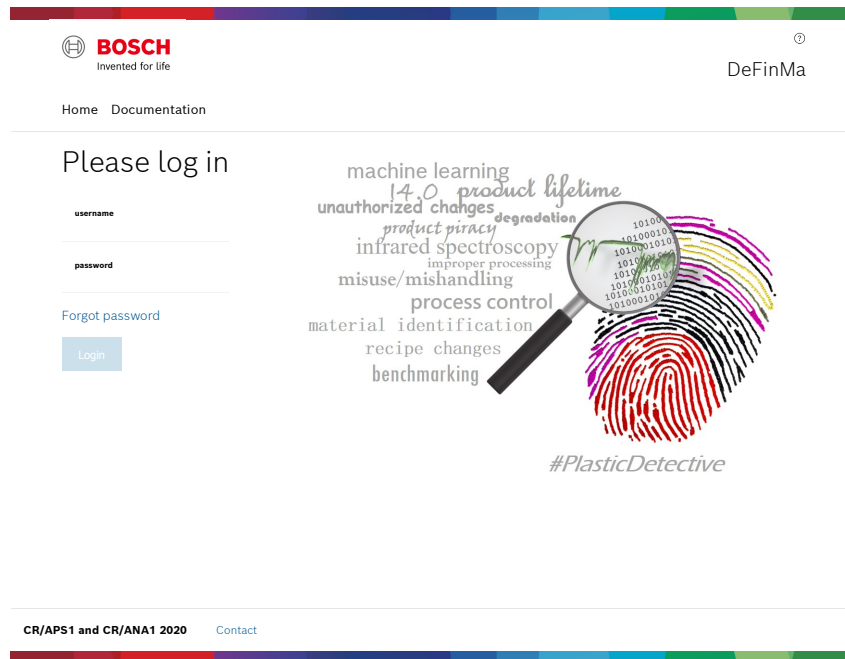 BOSCH
Invented for life
DeFinMa
Home Documentation
Please log in
username
password
Forgot password
Login
machine learning
I4.0 product lifetime
unauthorized changes
degradation
product piracy
infrared spectroscopy
improper processing
misuse/mishandling
process control
material identification
recipe changes
benchmarking
#PlasticDetective
CR/APS1 and CR/ANA1 2020 Contact